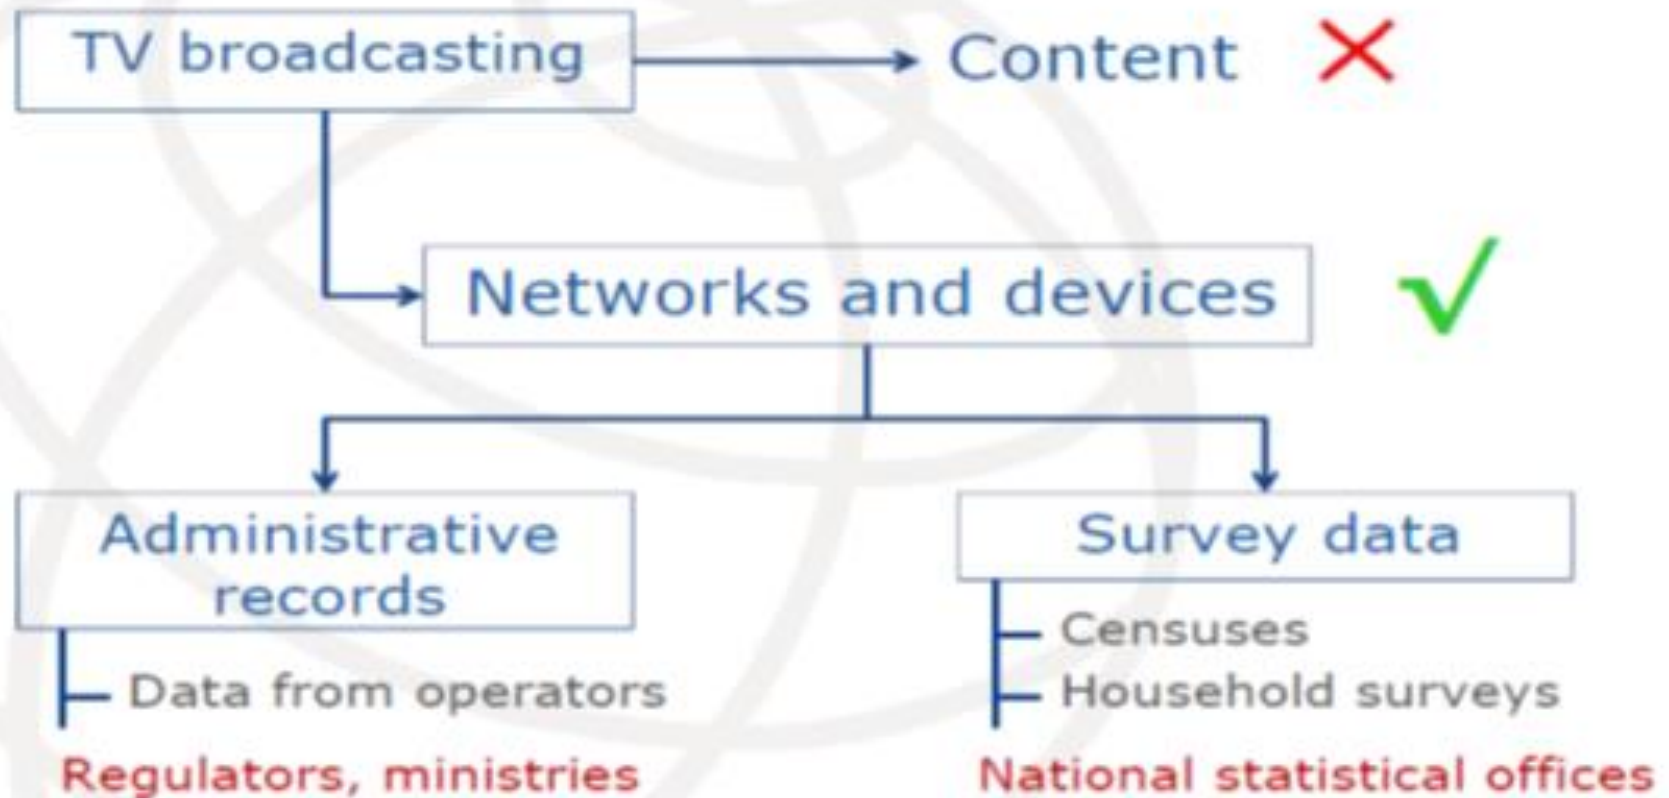 TV broadcasting
Content
Networks and devices
Administrative
records
Survey data
Data from operators
Censuses
Household surveys
Regulators, ministries
National statistical offices